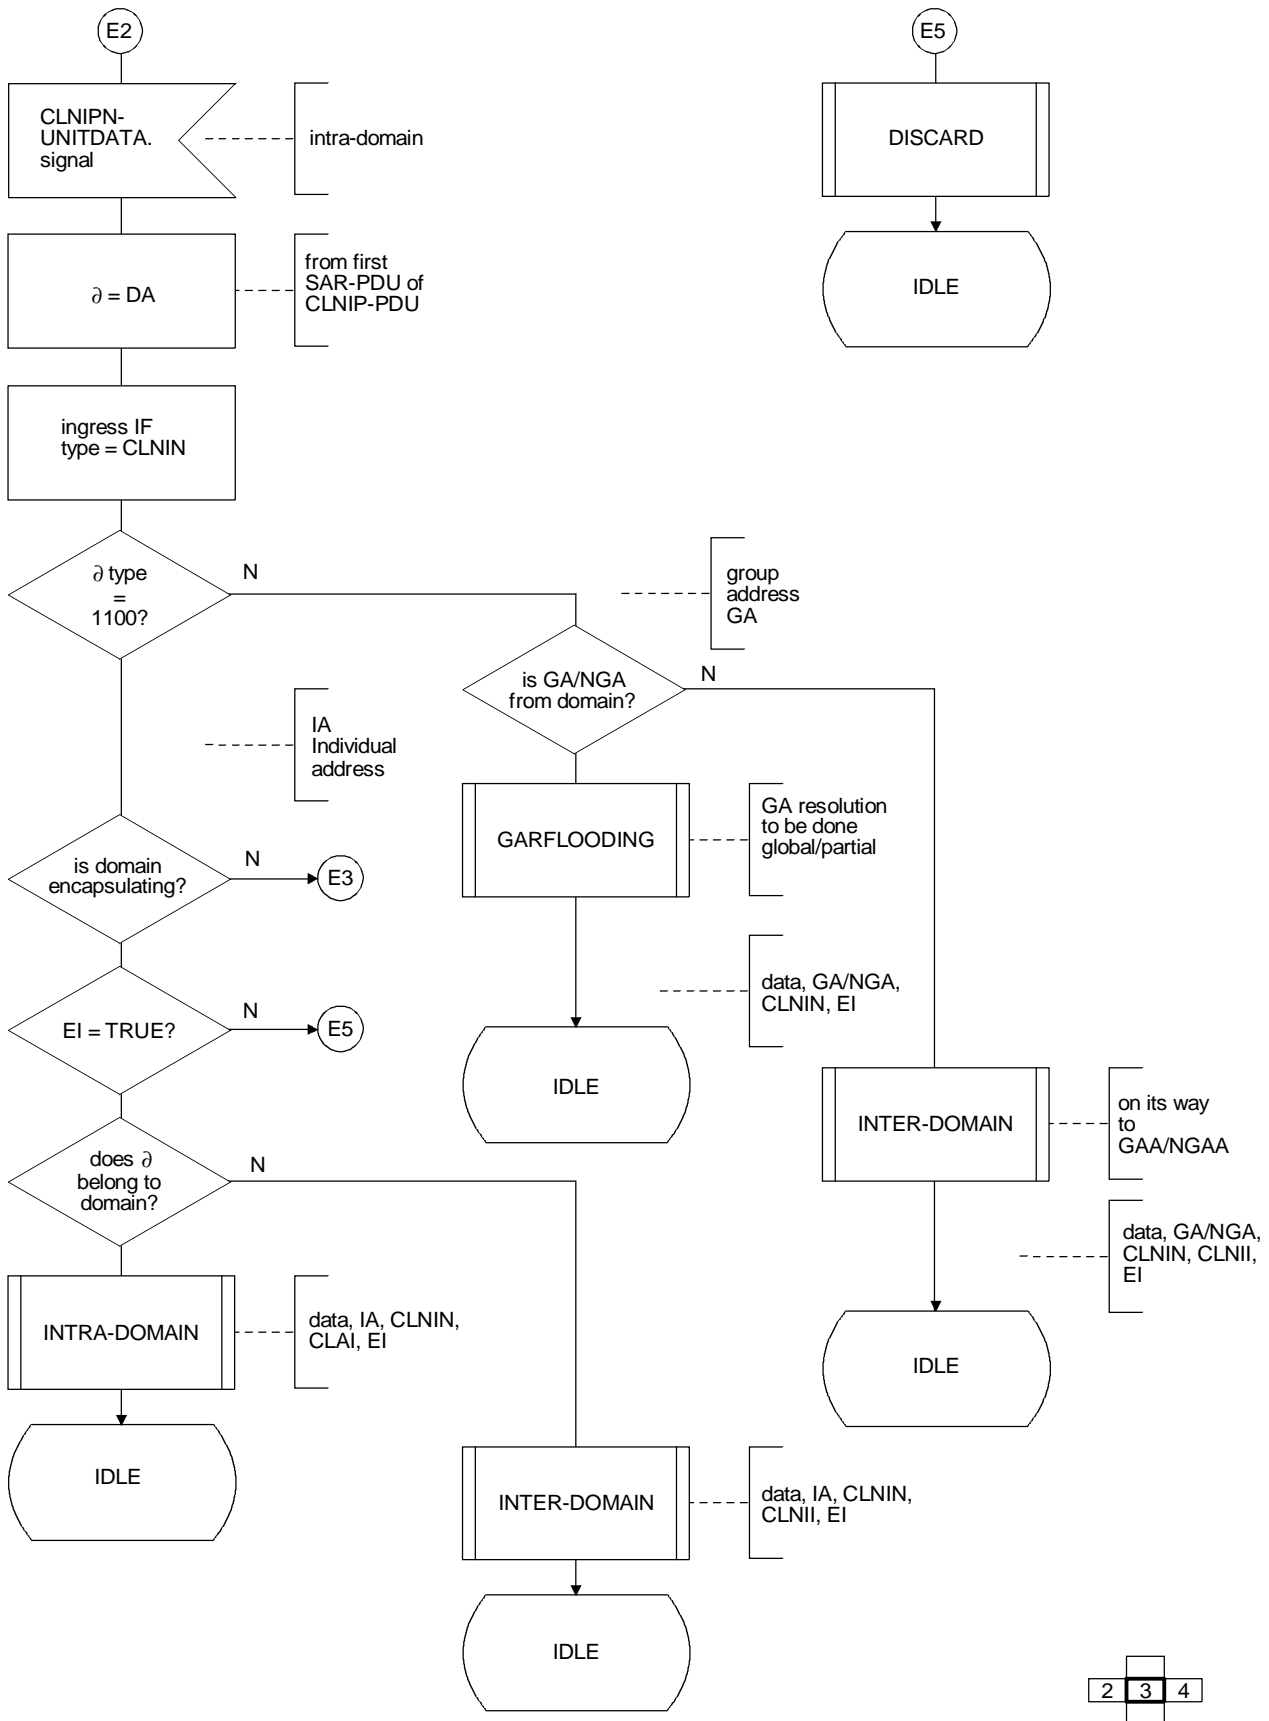 E2
E5
CLNIPN-
UNITDATA.
signal
intra-domain
DISCARD
∂ = DA
from first
SAR-PDU of
CLNIP-PDU
IDLE
ingress IF
type = CLNIN
∂ type
=
1100?
N
group
address
GA
is GA/NGA
from domain?
N
IA
Individual
address
GARFLOODING
GA resolution
to be done
global/partial
is domain
encapsulating?
N
E3
data, GA/NGA,
CLNIN, EI
EI = TRUE?
N
E5
IDLE
INTER-DOMAIN
on its way
to
GAA/NGAA
does ∂
belong to
domain?
N
data, GA/NGA,
CLNIN, CLNII,
EI
INTRA-DOMAIN
data, IA, CLNIN,
CLAI, EI
IDLE
IDLE
INTER-DOMAIN
data, IA, CLNIN,
CLNII, EI
IDLE
2 3 4